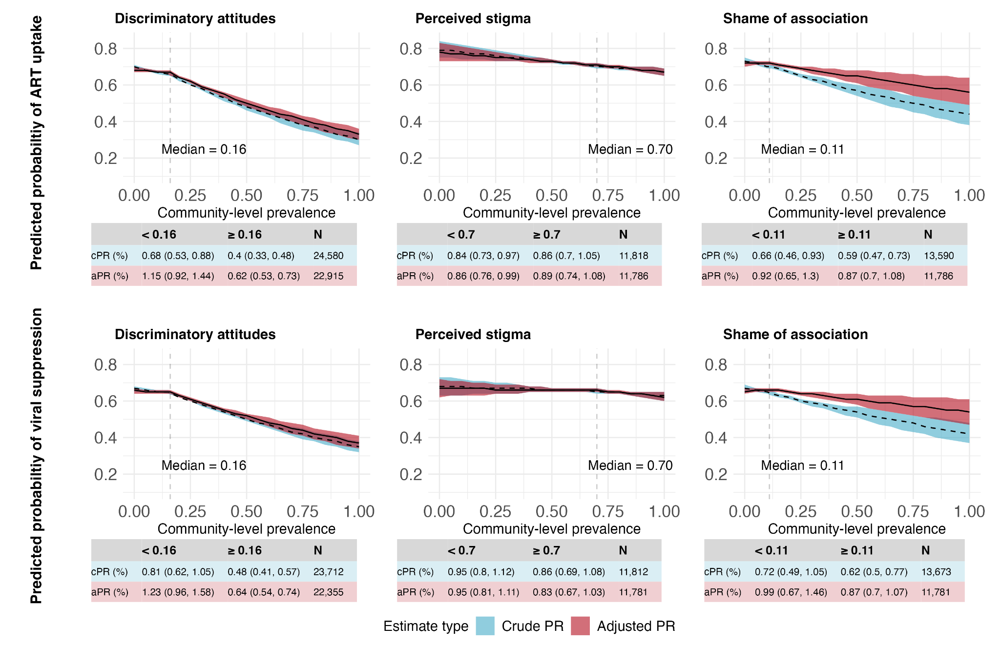 Predicted probabiltiy of ART uptake
Discriminatory attitudes
0.8
0.6
0.4
0.2
Median = 0.16
0.00 0.25 0.50 0.75 1.00
Community-level prevalence
< 0.16 ≥ 0.16 N
cPR (%) 0.68 (0.53, 0.88) 0.4 (0.33, 0.48) 24,580
aPR (%) 1.15 (0.92, 1.44) 0.62 (0.53, 0.73) 22,915
Perceived stigma
0.8
0.6
0.4
0.2
Median = 0.70
0.00 0.25 0.50 0.75 1.00
Community-level prevalence
< 0.7 ≥ 0.7 N
cPR (%) 0.84 (0.73, 0.97) 0.86 (0.7, 1.05) 11,818
aPR (%) 0.86 (0.76, 0.99) 0.89 (0.74, 1.08) 11,786
Shame of association
0.8
0.6
0.4
0.2
Median = 0.11
0.00 0.25 0.50 0.75 1.00
Community-level prevalence
< 0.11 ≥ 0.11 N
cPR (%) 0.66 (0.46, 0.93) 0.59 (0.47, 0.73) 13,590
aPR (%) 0.92 (0.65, 1.3) 0.87 (0.7, 1.08) 11,786
Predicted probabiltiy of viral suppression
Discriminatory attitudes
0.8
0.6
0.4
0.2
Median = 0.16
0.00 0.25 0.50 0.75 1.00
Community-level prevalence
< 0.16 ≥ 0.16 N
cPR (%) 0.81 (0.62, 1.05) 0.48 (0.41, 0.57) 23,712
aPR (%) 1.23 (0.96, 1.58) 0.64 (0.54, 0.74) 22,355
Perceived stigma
0.8
0.6
0.4
0.2
Median = 0.70
0.00 0.25 0.50 0.75 1.00
Community-level prevalence
< 0.7 ≥ 0.7 N
cPR (%) 0.95 (0.8, 1.12) 0.86 (0.69, 1.08) 11,812
aPR (%) 0.95 (0.81, 1.11) 0.83 (0.67, 1.03) 11,781
Shame of association
0.8
0.6
0.4
0.2
Median = 0.11
0.00 0.25 0.50 0.75 1.00
Community-level prevalence
< 0.11 ≥ 0.11 N
cPR (%) 0.72 (0.49, 1.05) 0.62 (0.5, 0.77) 13,673
aPR (%) 0.99 (0.67, 1.46) 0.87 (0.7, 1.07) 11,781
Estimate type Crude PR Adjusted PR